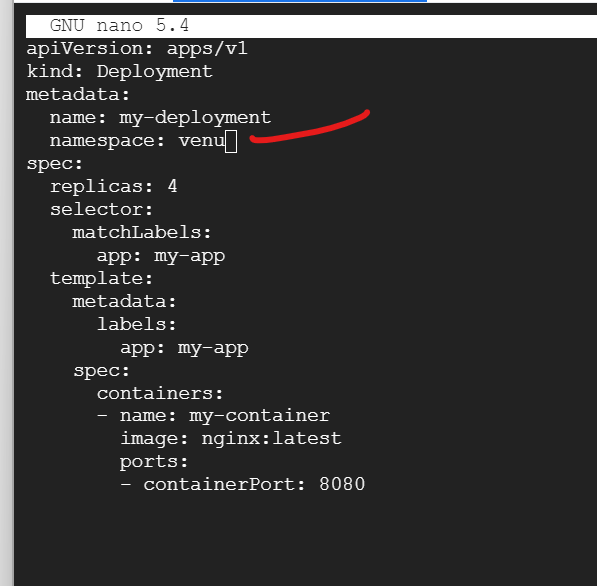 GNU nano 5.4
apiVersion: apps/v1
kind: Deployment
metadata:
  name: my-deployment
  namespace: venu
spec:
  replicas: 4
  selector:
    matchLabels:
      app: my-app
  template:
    metadata:
      labels:
        app: my-app
    spec:
      containers:
      - name: my-container
        image: nginx:latest
        ports:
        - containerPort: 8080